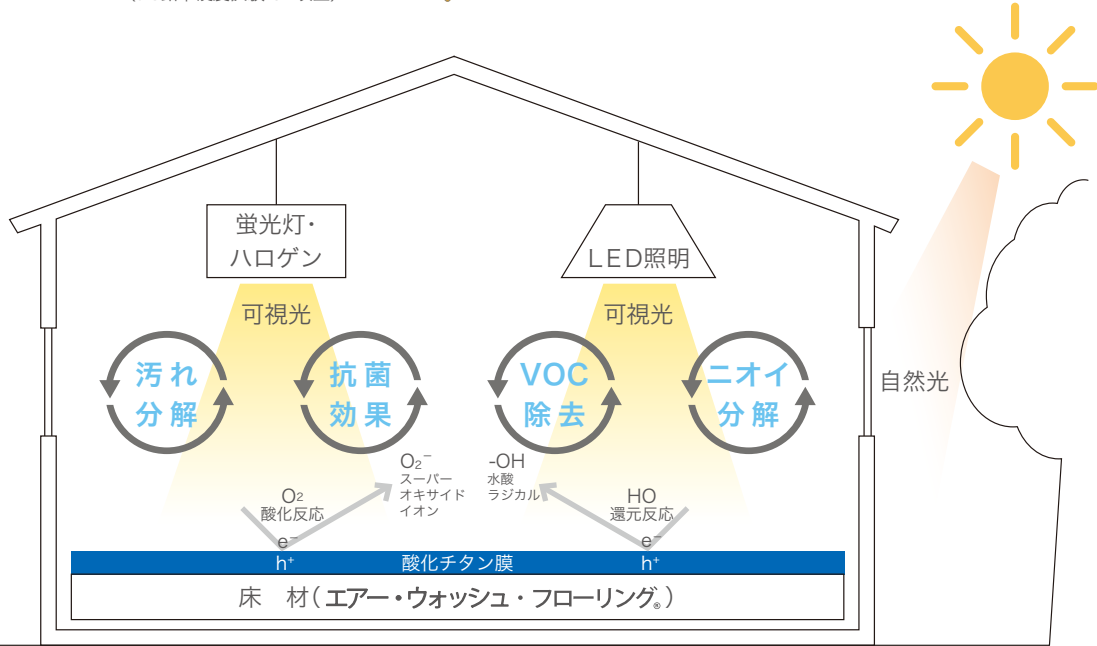 蛍光灯・
ハロゲン
LED照明
可視光
可視光
汚れ
分解
抗菌
効果
VOC
除去
ニオイ
分解
自然光
O₂⁻
スーパー
オキサイド
イオン
-OH
水酸
ラジカル
O₂
酸化反応
e⁻
h⁺
HO
還元反応
e⁻
h⁺
酸化チタン膜
床 材(エアー・ウォッシュ・フローリング®)